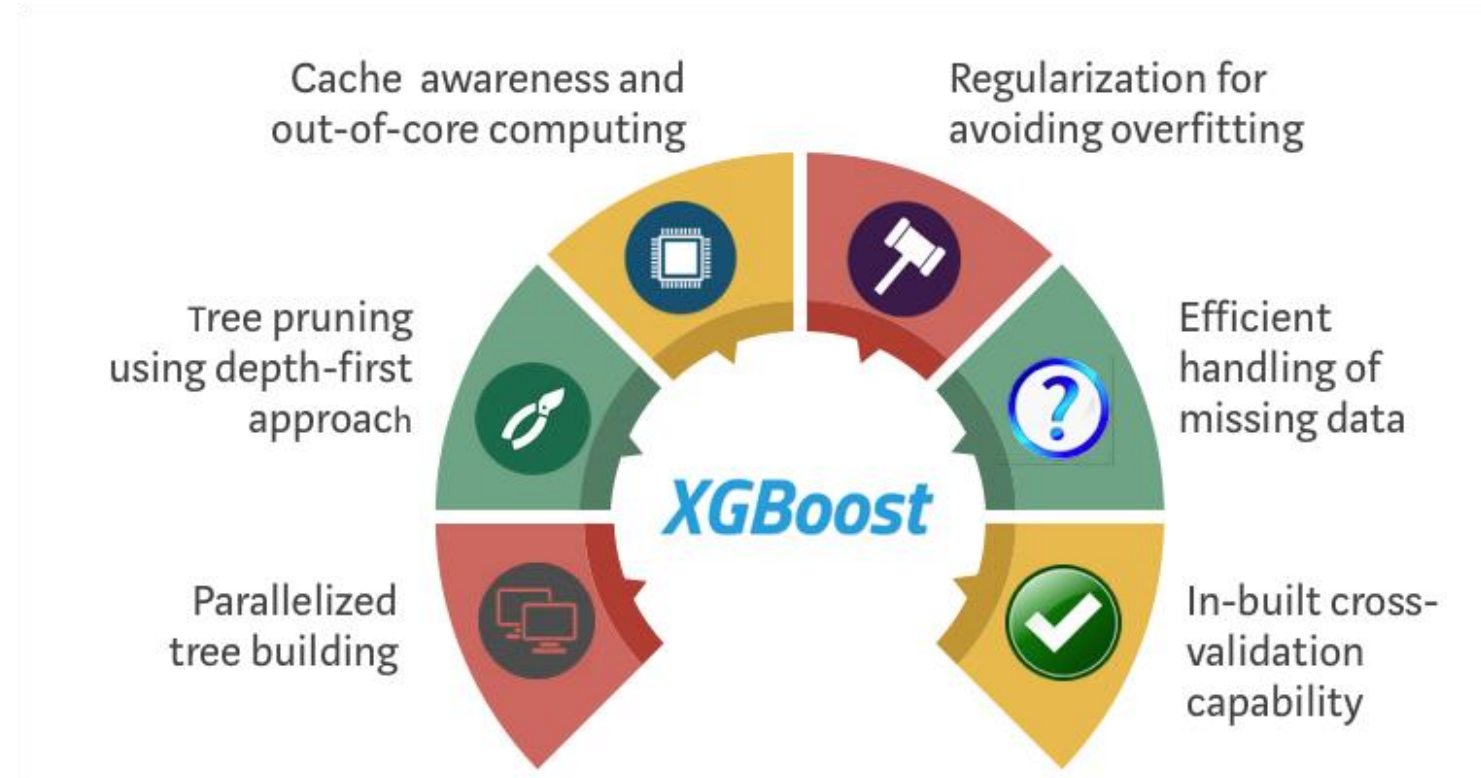 Cache awareness and
out-of-core computing
Regularization for
avoiding overfitting
Tree pruning
using depth-first
approach
Efficient
handling of
missing data
XGBoost
Parallelized
tree building
In-built cross-
validation
capability